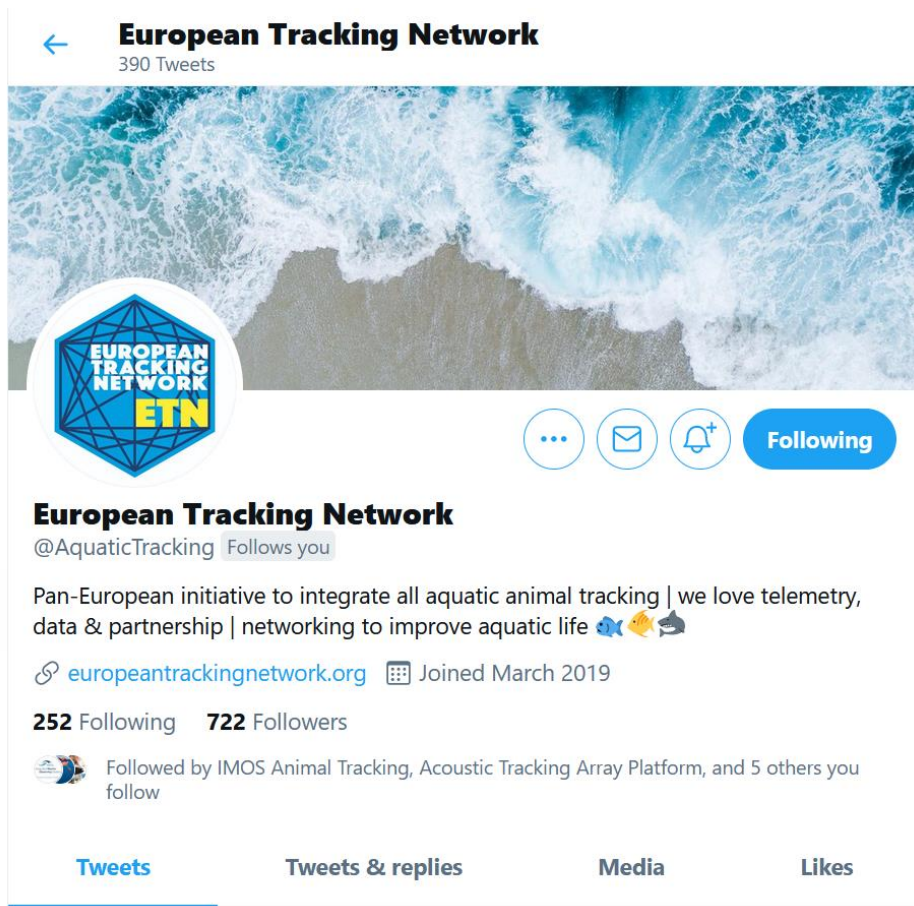 European Tracking Network
390 Tweets
EUROPEAN
TRACKING
NETWORK
ETN
Following
European Tracking Network
@AquaticTracking Follows you
Pan-European initiative to integrate all aquatic animal tracking | we love telemetry,
data & partnership | networking to improve aquatic life 🐟🐠🦈
europeantrackingnetwork.org Joined March 2019
252 Following 722 Followers
Followed by IMOS Animal Tracking, Acoustic Tracking Array Platform, and 5 others you
follow
Tweets Tweets & replies Media Likes